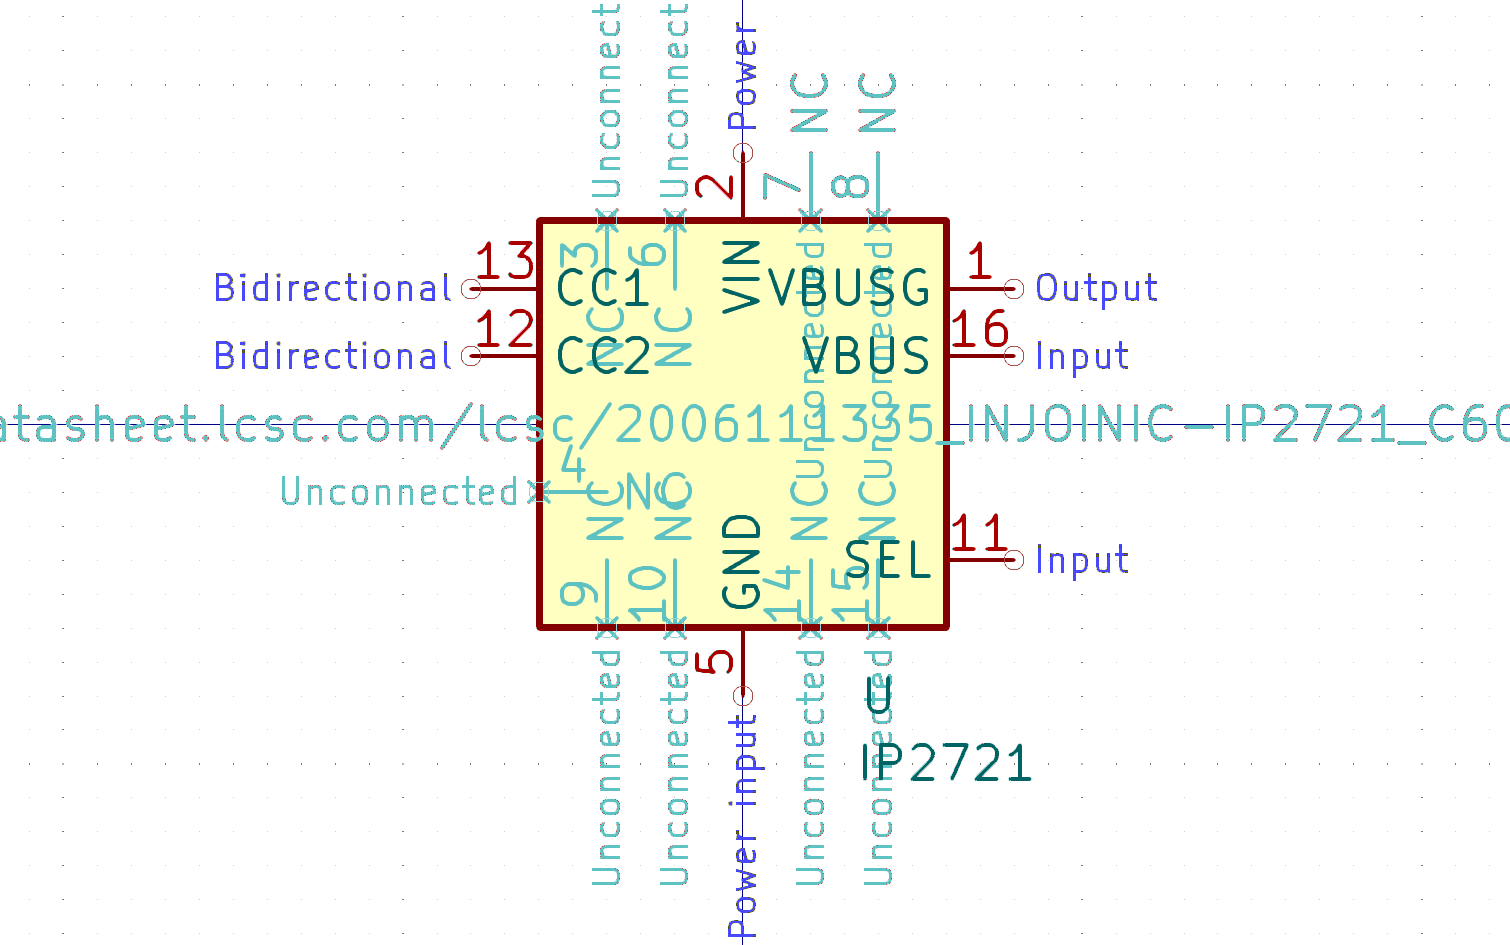 Unconnect
Unconnect
Power
NC
NC
3
6
2
7
8
VIN
Unconnected
Unconnected
Bidirectional
13
CC1
VBUSG
1
Output
Bidirectional
12
CC2
VBUS
16
Input
NC
NC
atasheet.lcsc.com/lcsc/2006111335_INJOINIC-IP2721_C60
Unconnected
4
NC
NC
NC
NC
NC
GND
SEL
11
Input
9
10
14
15
5
U
IP2721
Unconnected
Unconnected
Power input
Unconnected
Unconnected